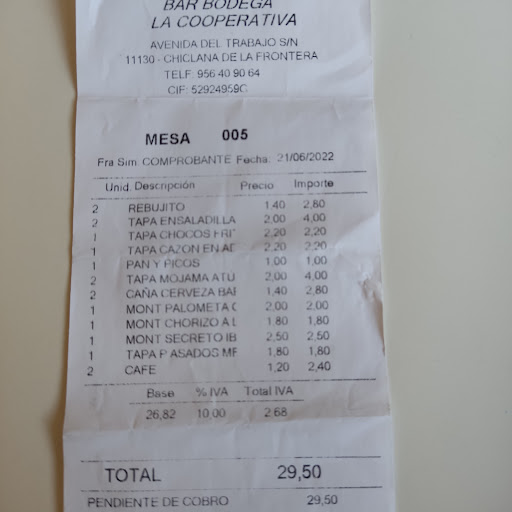 BAR BODEGA
LA COOPERATIVA
AVENIDA DEL TRABAJO S/N
11130 - CHICLANA DE LA FRONTERA
TELF: 956 40 90 64
CIF: 52924959C
MESA 005
Fra Sim. COMPROBANTE Fecha: 21/06/2022
Unid. Descripción Precio Importe
2 REBUJITO 1,40 2,80
2 TAPA ENSALADILLA 2,00 4,00
1 TAPA CHOCOS FRIT 2,20 2,20
1 TAPA CAZON EN AD 2,20 2,20
1 PAN Y PICOS 1,00 1,00
2 TAPA MOJAMA ATU 2,00 4,00
2 CAÑA CERVEZA BAR 1,40 2,80
1 MONT PALOMETA C 2,00 2,00
1 MONT CHORIZO A L 1,80 1,80
1 MONT SECRETO IB 2,50 2,50
1 TAPA P ASADOS ME 1,80 1,80
2 CAFE 1,20 2,40
Base % IVA Total IVA
26,82 10,00 2,68
TOTAL 29,50
PENDIENTE DE COBRO 29,50